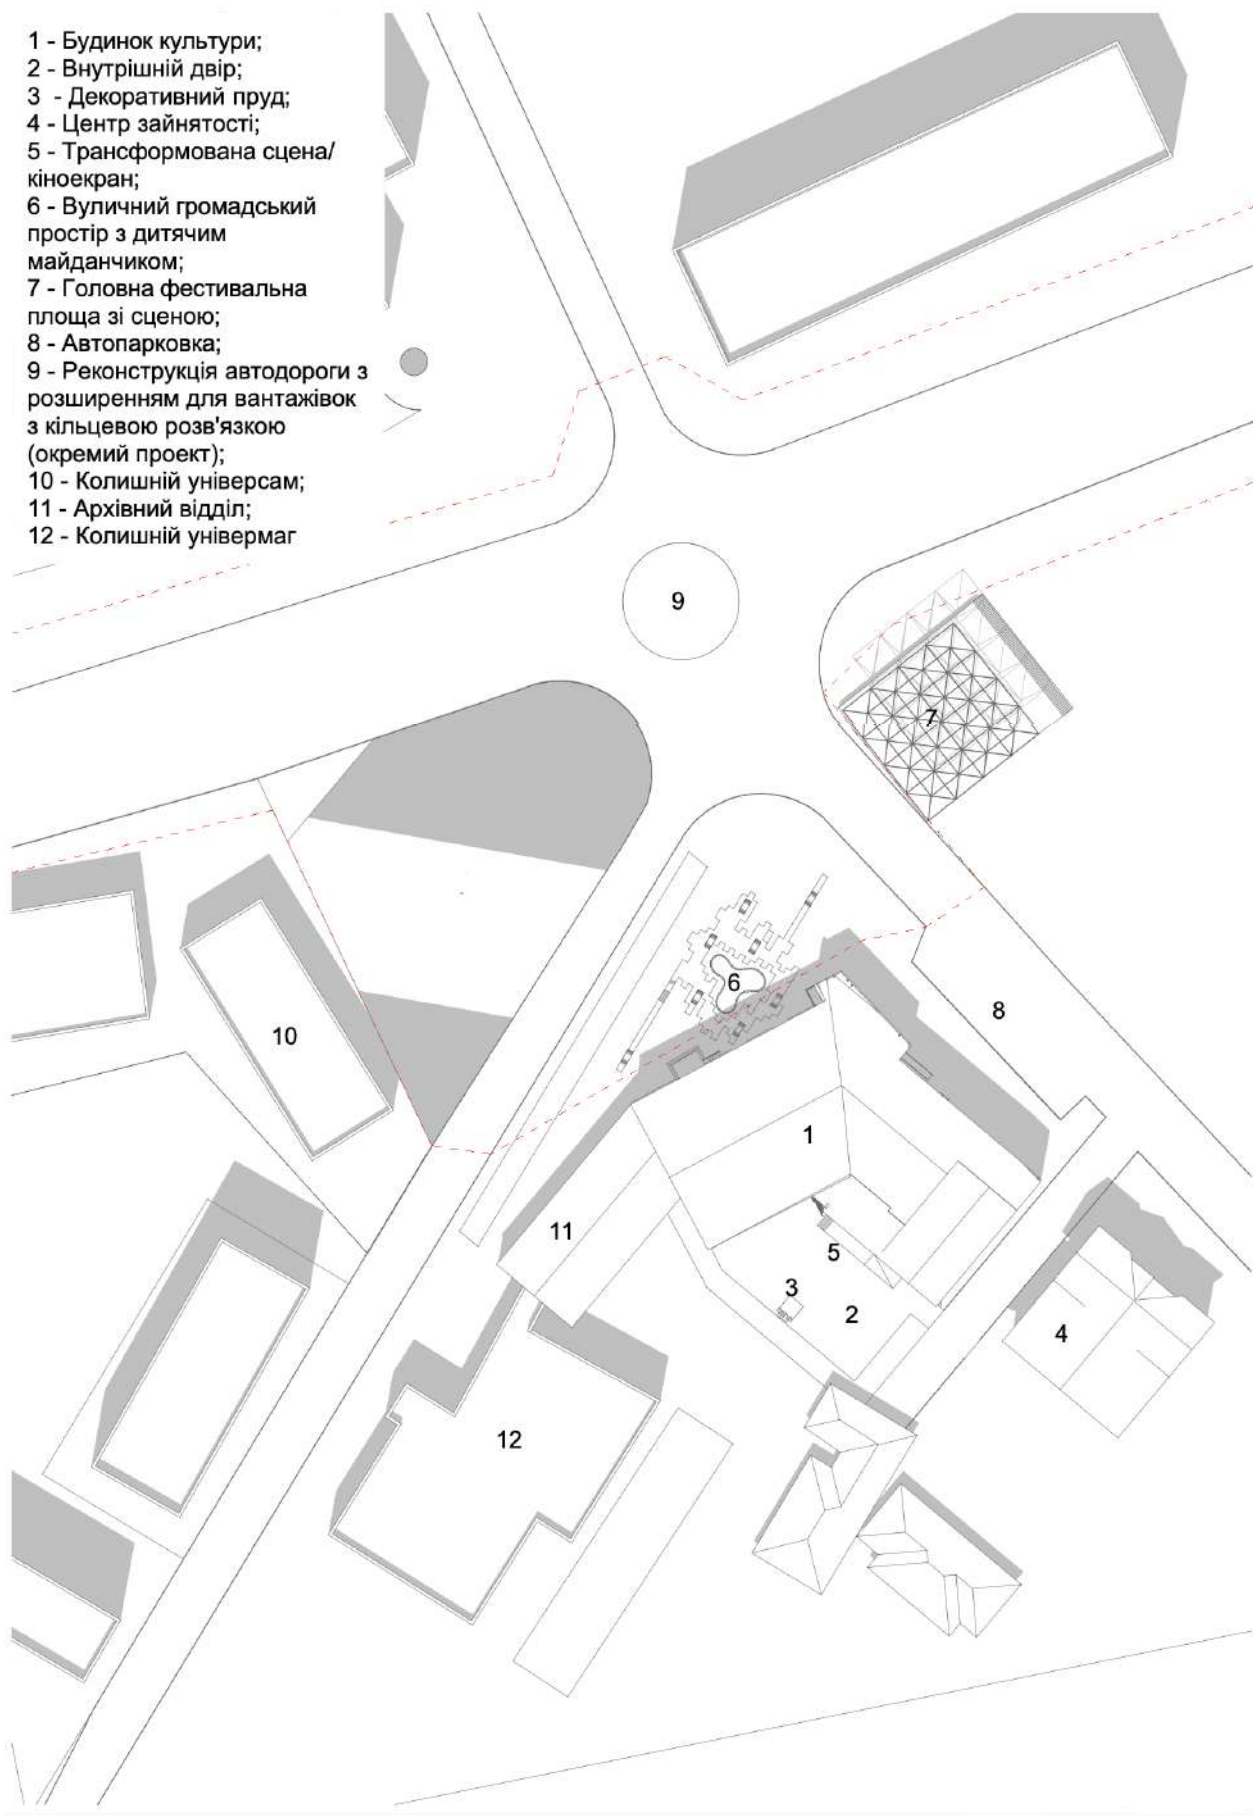 1 - Будинок культури;
2 - Внутрішній двір;
3 - Декоративний пруд;
4 - Центр зайнятості;
5 - Трансформована сцена/
кіноекран;
6 - Вуличний громадський
простір з дитячим
майданчиком;
7 - Головна фестивальна
площа зі сценою;
8 - Автопарковка;
9 - Реконструкція автодороги з
розширенням для вантажівок
з кільцевою розв'язкою
(окремий проект);
10 - Колишній універсам;
11 - Архівний відділ;
12 - Колишній універмаг
9
7
6
8
10
1
11
5
3
2
4
12